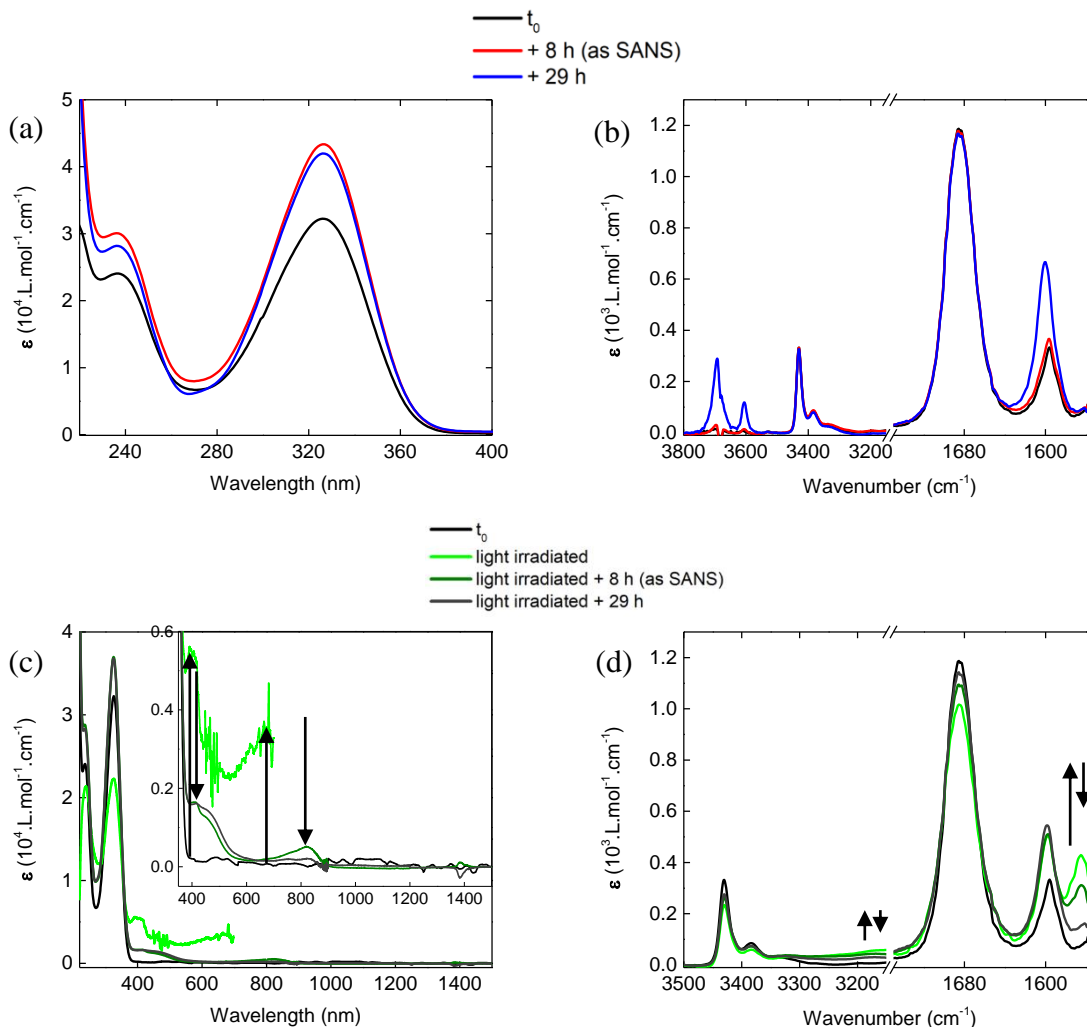 t₀
+ 8 h (as SANS)
+ 29 h
(a)
5
4
3
2
1
0
ε (10⁴.L.mol⁻¹.cm⁻¹)
240 280 320 360 400
Wavelength (nm)
(b)
1.2
1.0
0.8
0.6
0.4
0.2
0.0
ε (10³.L.mol⁻¹.cm⁻¹)
3800 3600 3400 3200 1680 1600
Wavenumber (cm⁻¹)
t₀
light irradiated
light irradiated + 8 h (as SANS)
light irradiated + 29 h
(c)
4
3
2
1
0
ε (10⁴.L.mol⁻¹.cm⁻¹)
0.6
0.4
0.2
0.0
400 600 800 1000 1200 1400
400 600 800 1000 1200 1400
Wavelength (nm)
(d)
1.2
1.0
0.8
0.6
0.4
0.2
0.0
ε (10³.L.mol⁻¹.cm⁻¹)
3500 3400 3300 3200 1680 1600
Wavenumber (cm⁻¹)